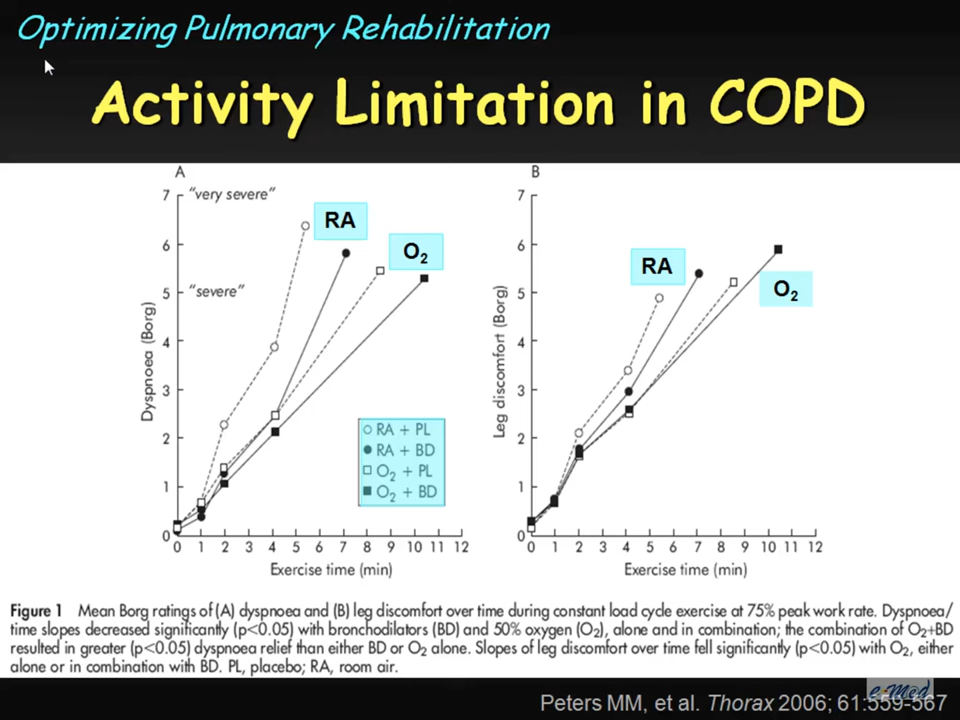 Optimizing Pulmonary Rehabilitation
Activity Limitation in COPD
A
7
"very severe"
6
"severe"
5
4
3
2
1
0
Dyspnoea (Borg)
RA
O2
RA + PL
RA + BD
O2 + PL
O2 + BD
0 1 2 3 4 5 6 7 8 9 10 11 12
Exercise time (min)
B
7
6
5
4
3
2
1
0
Leg discomfort (Borg)
RA
O2
0 1 2 3 4 5 6 7 8 9 10 11 12
Exercise time (min)
Figure 1 Mean Borg ratings of (A) dyspnoea and (B) leg discomfort over time during constant load cycle exercise at 75% peak work rate. Dyspnoea/
time slopes decreased significantly (p<0.05) with bronchodilators (BD) and 50% oxygen (O2), alone and in combination; the combination of O2+BD
resulted in greater (p<0.05) dyspnoea relief than either BD or O2 alone. Slopes of leg discomfort over time fell significantly (p<0.05) with O2, either
alone or in combination with BD. PL, placebo; RA, room air.
e-Med
Peters MM, et al. Thorax 2006; 61:559-567